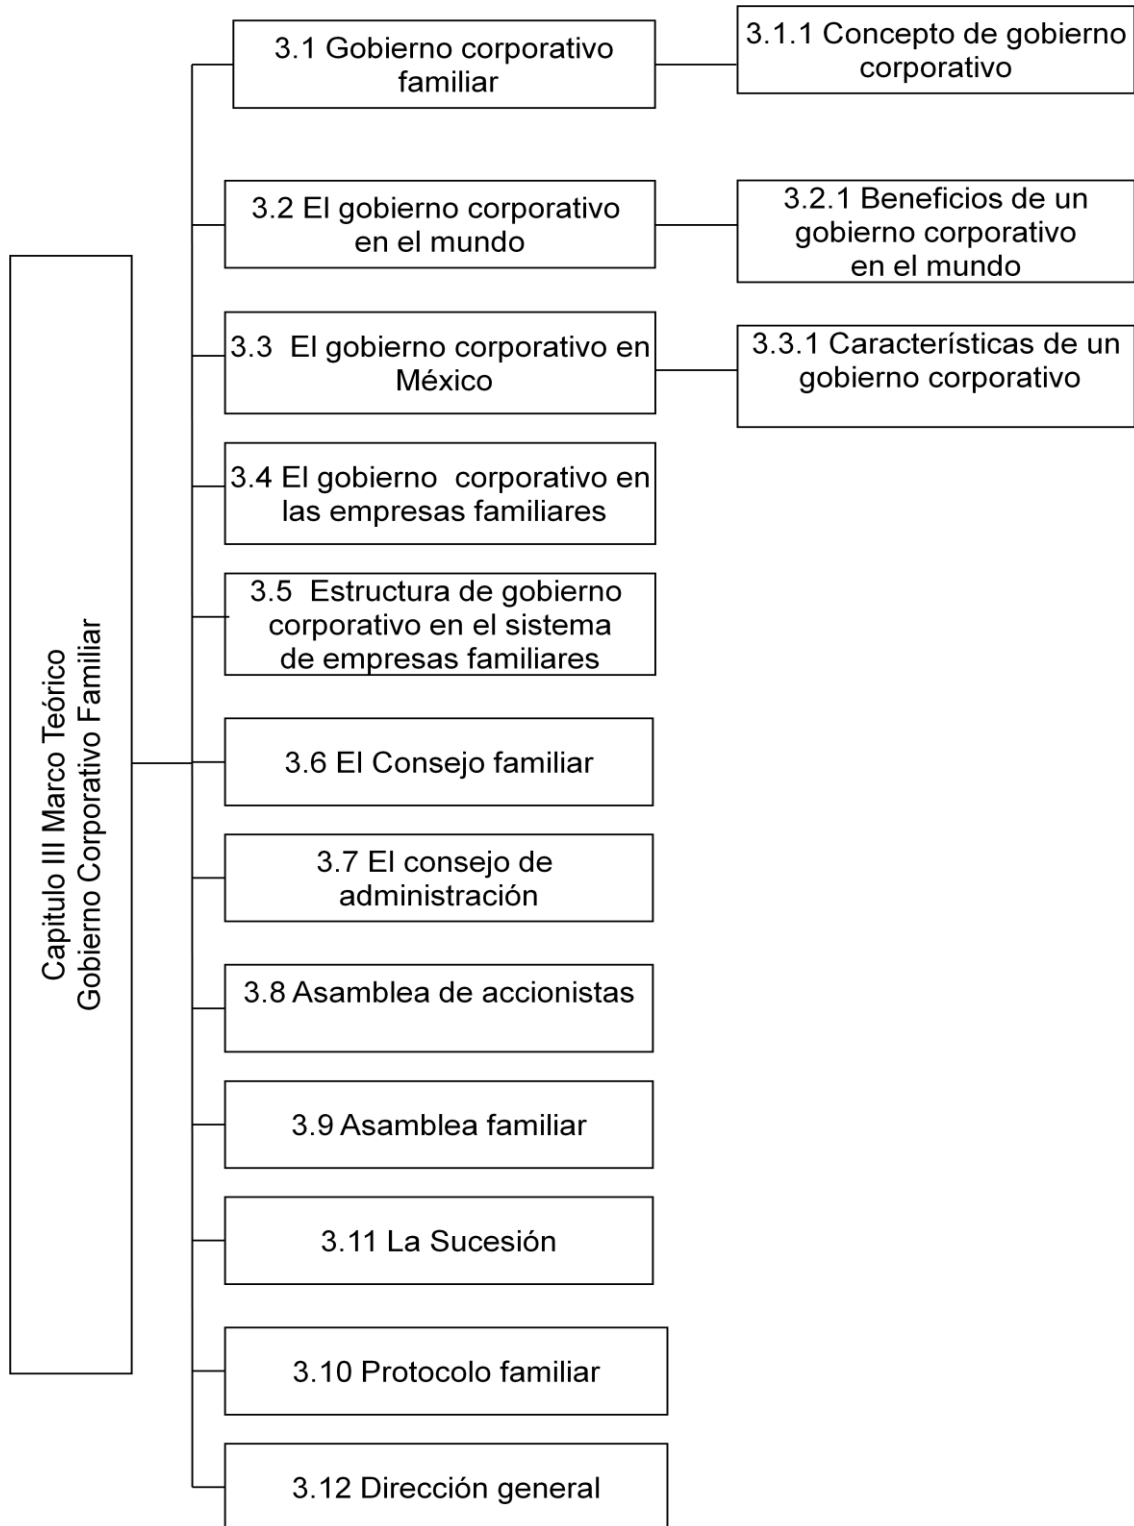 Capitulo III Marco Teórico
Gobierno Corporativo Familiar
3.1 Gobierno corporativo
familiar
3.1.1 Concepto de gobierno
corporativo
3.2 El gobierno corporativo
en el mundo
3.2.1 Beneficios de un
gobierno corporativo
en el mundo
3.3 El gobierno corporativo en
México
3.3.1 Características de un
gobierno corporativo
3.4 El gobierno corporativo en
las empresas familiares
3.5 Estructura de gobierno
corporativo en el sistema
de empresas familiares
3.6 El Consejo familiar
3.7 El consejo de
administración
3.8 Asamblea de accionistas
3.9 Asamblea familiar
3.11 La Sucesión
3.10 Protocolo familiar
3.12 Dirección general